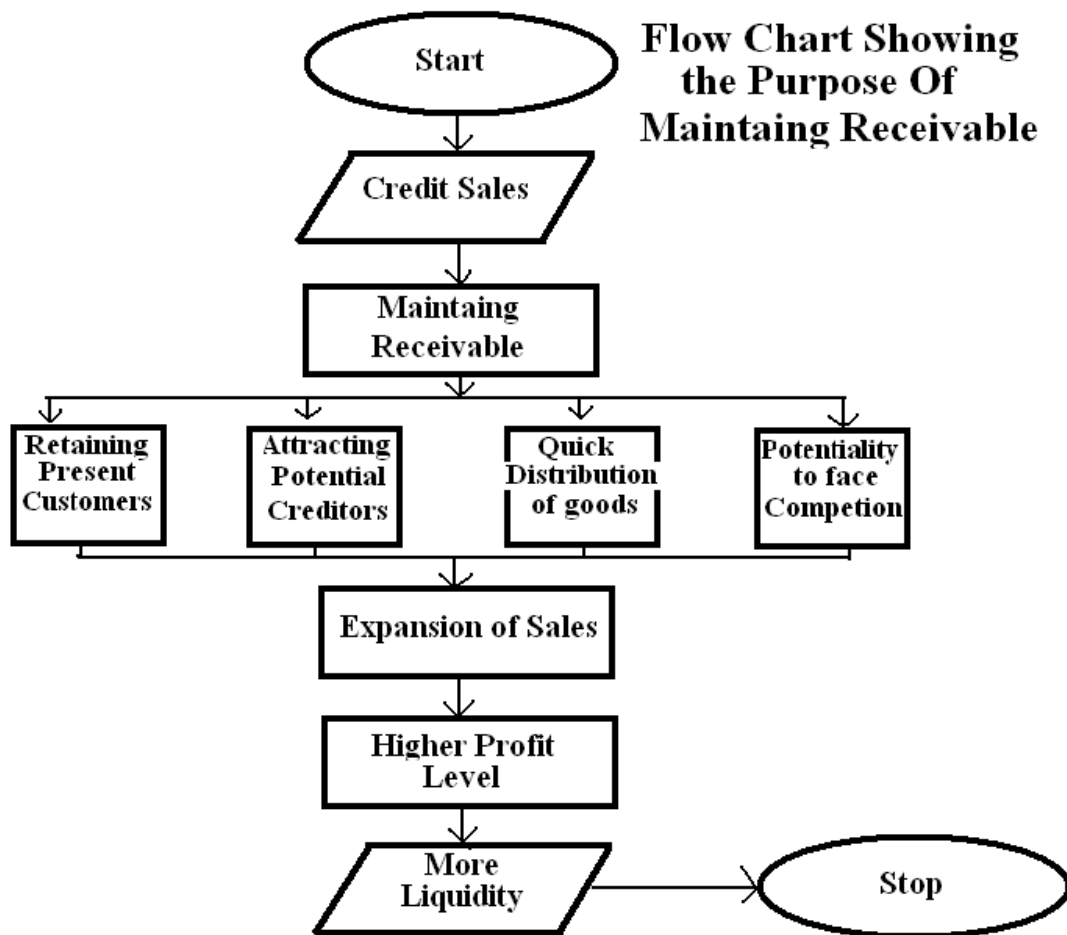 Start
Flow Chart Showing
the Purpose Of
Maintaing Receivable
Credit Sales
Maintaing
Receivable
Retaining
Present
Customers
Attracting
Potential
Creditors
Quick
Distribution
of goods
Potentiality
to face
Competion
Expansion of Sales
Higher Profit
Level
More
Liquidity
Stop